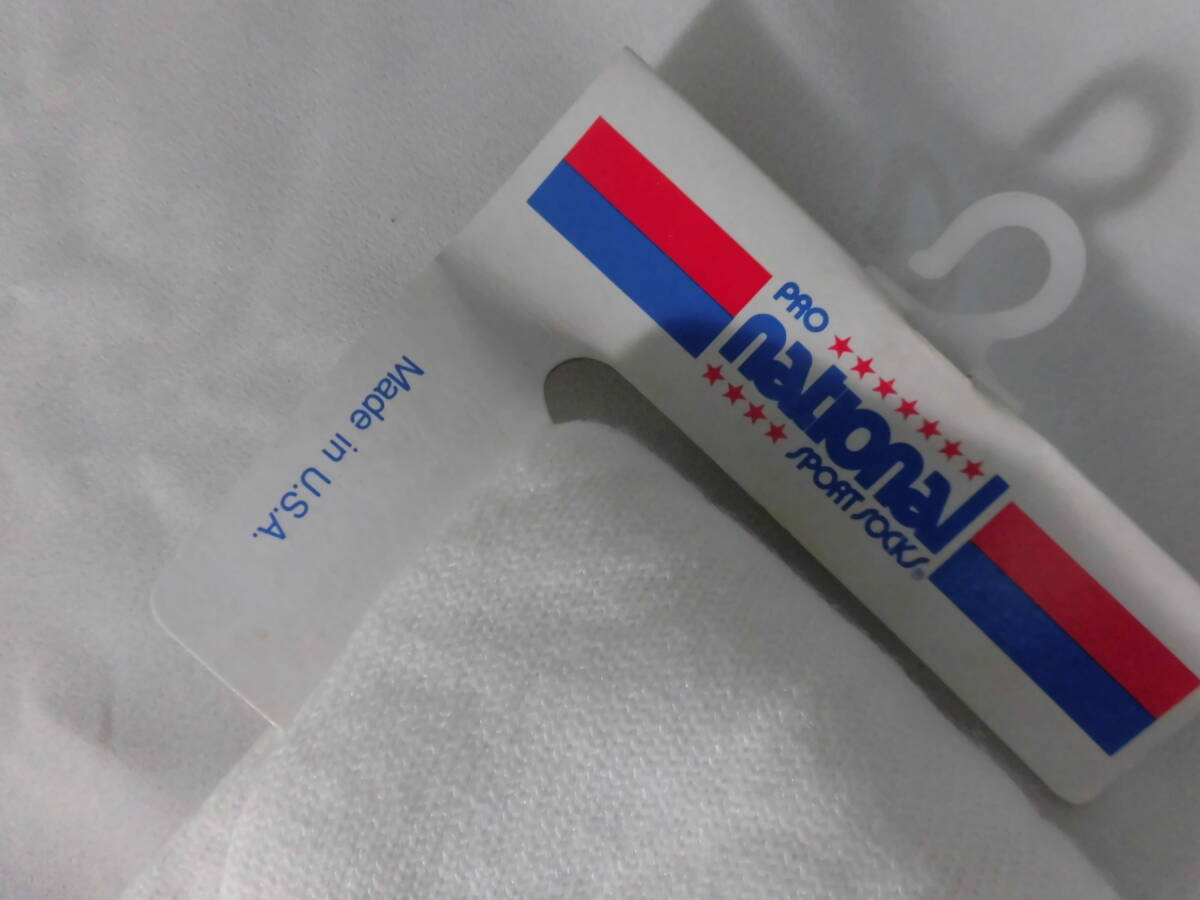 PRO
national
SPORT SOCKS®
Made in U.S.A.